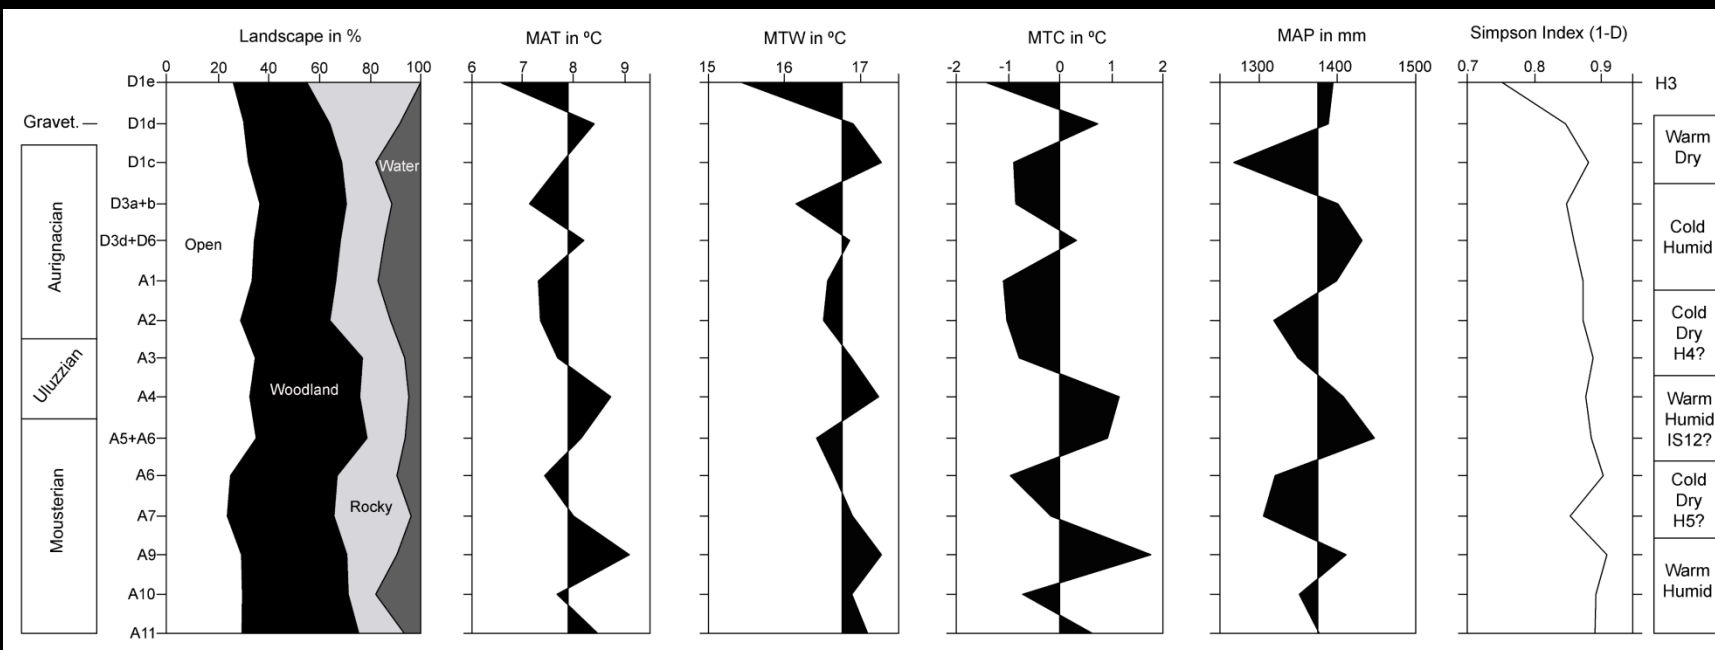 Landscape in %
MAT in ºC
MTW in ºC
MTC in ºC
MAP in mm
Simpson Index (1-D)
0 20 40 60 80 100
6 7 8 9
15 16 17
-2 -1 0 1 2
1300 1400 1500
0.7 0.8 0.9
D1e
H3
Gravet.
D1d
Warm
Dry
D1c
Water
D3a+b
Aurignacian
D3d+D6
Open
Cold
Humid
A1
A2
Cold
Dry
H4?
Uluzzian
A3
A4
Woodland
Warm
Humid
IS12?
A5+A6
Mousterian
A6
Cold
Dry
H5?
A7
Rocky
A9
Warm
Humid
A10
A11